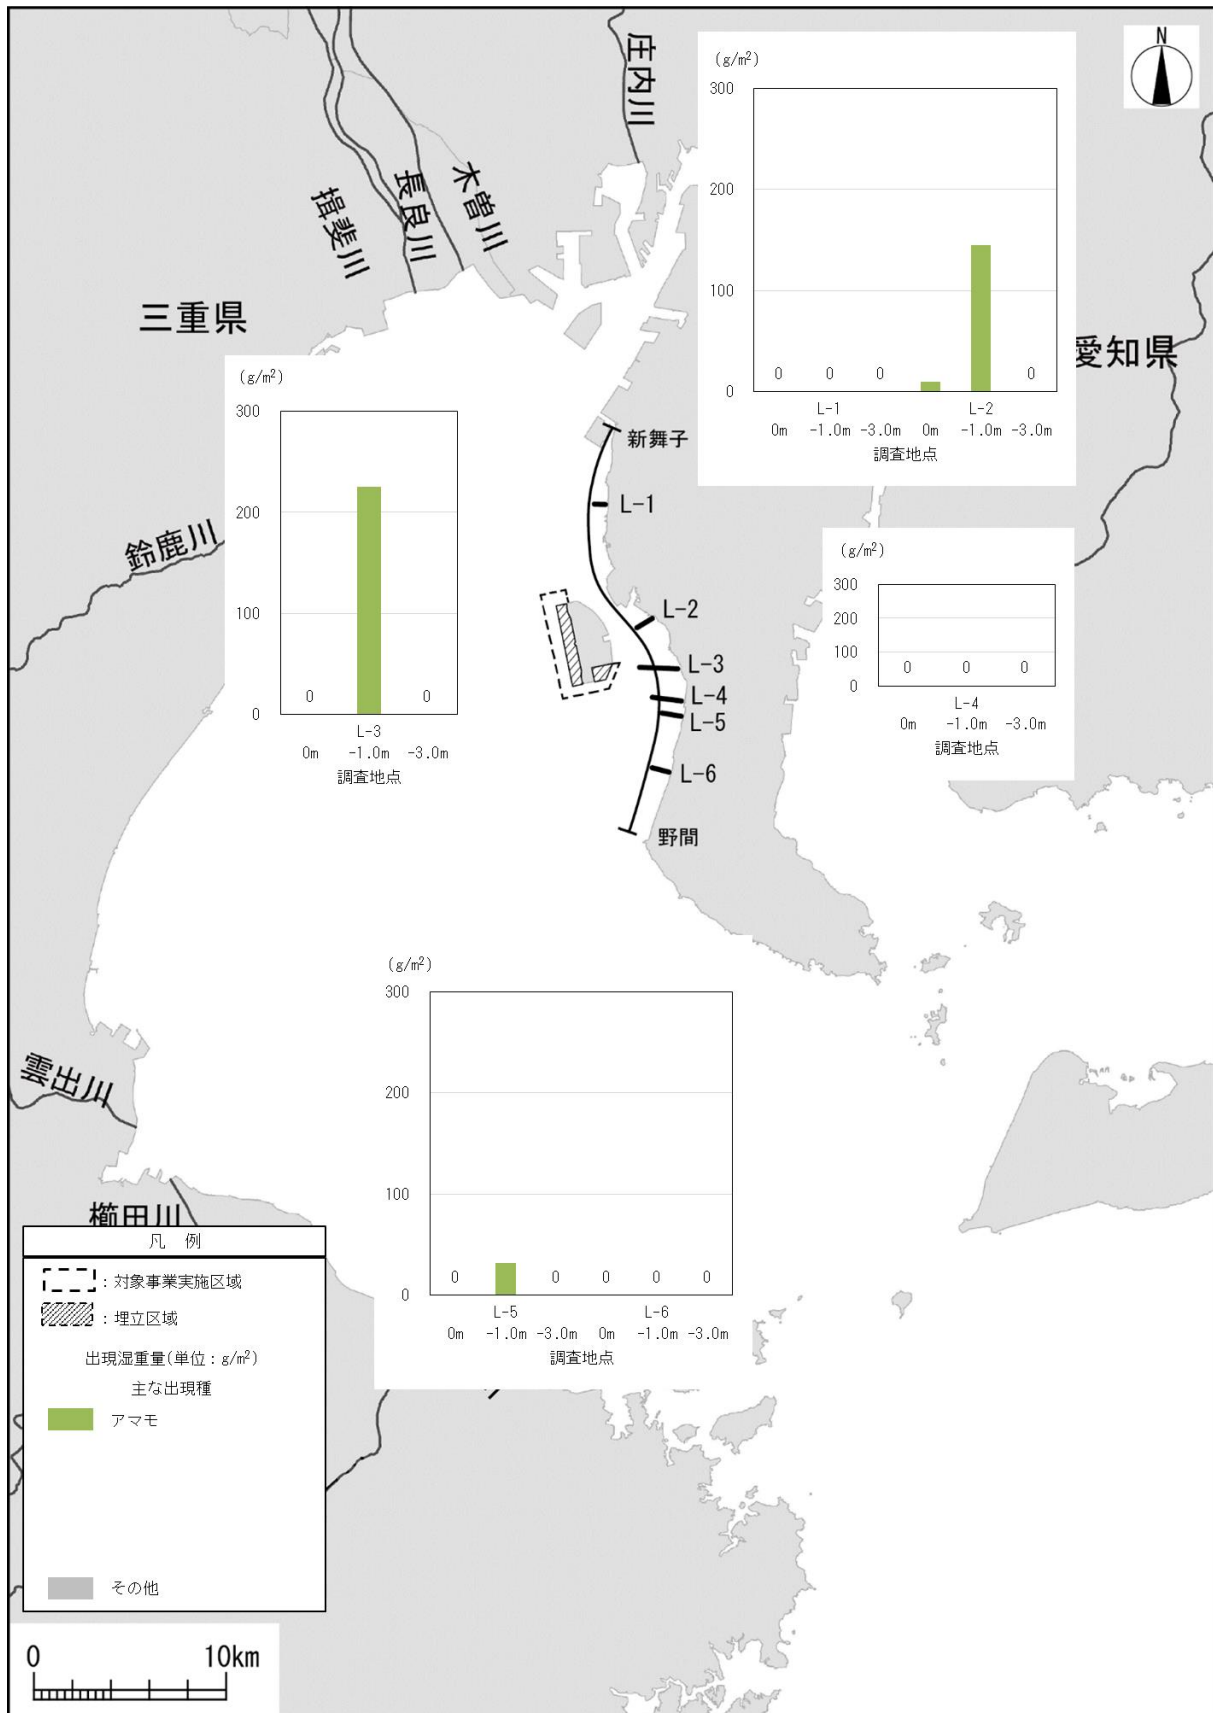 N
庄内川
木曽川
長良川
揖斐川
三重県
愛知県
鈴鹿川
雲出川
櫛田川
新舞子
L-1
L-2
L-3
L-4
L-5
L-6
野間
(g/m²)
300
200
100
0
0 0 0 0
L-1 L-2
0m -1.0m -3.0m 0m -1.0m -3.0m
調査地点
(g/m²)
300
200
100
0
0 0
L-3
0m -1.0m -3.0m
調査地点
(g/m²)
300
200
100
0
0 0 0
L-4
0m -1.0m -3.0m
調査地点
(g/m²)
300
200
100
0
0 0 0 0 0
L-5 L-6
0m -1.0m -3.0m 0m -1.0m -3.0m
調査地点
凡 例
:対象事業実施区域
:埋立区域
出現湿重量(単位:g/m²)
主な出現種
アマモ
その他
0 10km